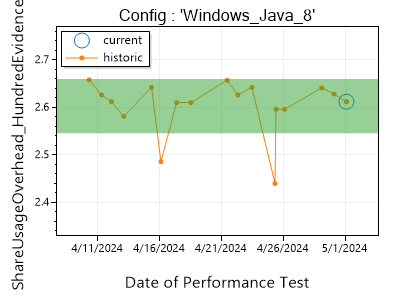 Config : 'Windows_Java_8'
ShareUsageOverhead_HundredEvidence
current
historic
2.7
2.6
2.5
2.4
4/11/2024
4/16/2024
4/21/2024
4/26/2024
5/1/2024
Date of Performance Test